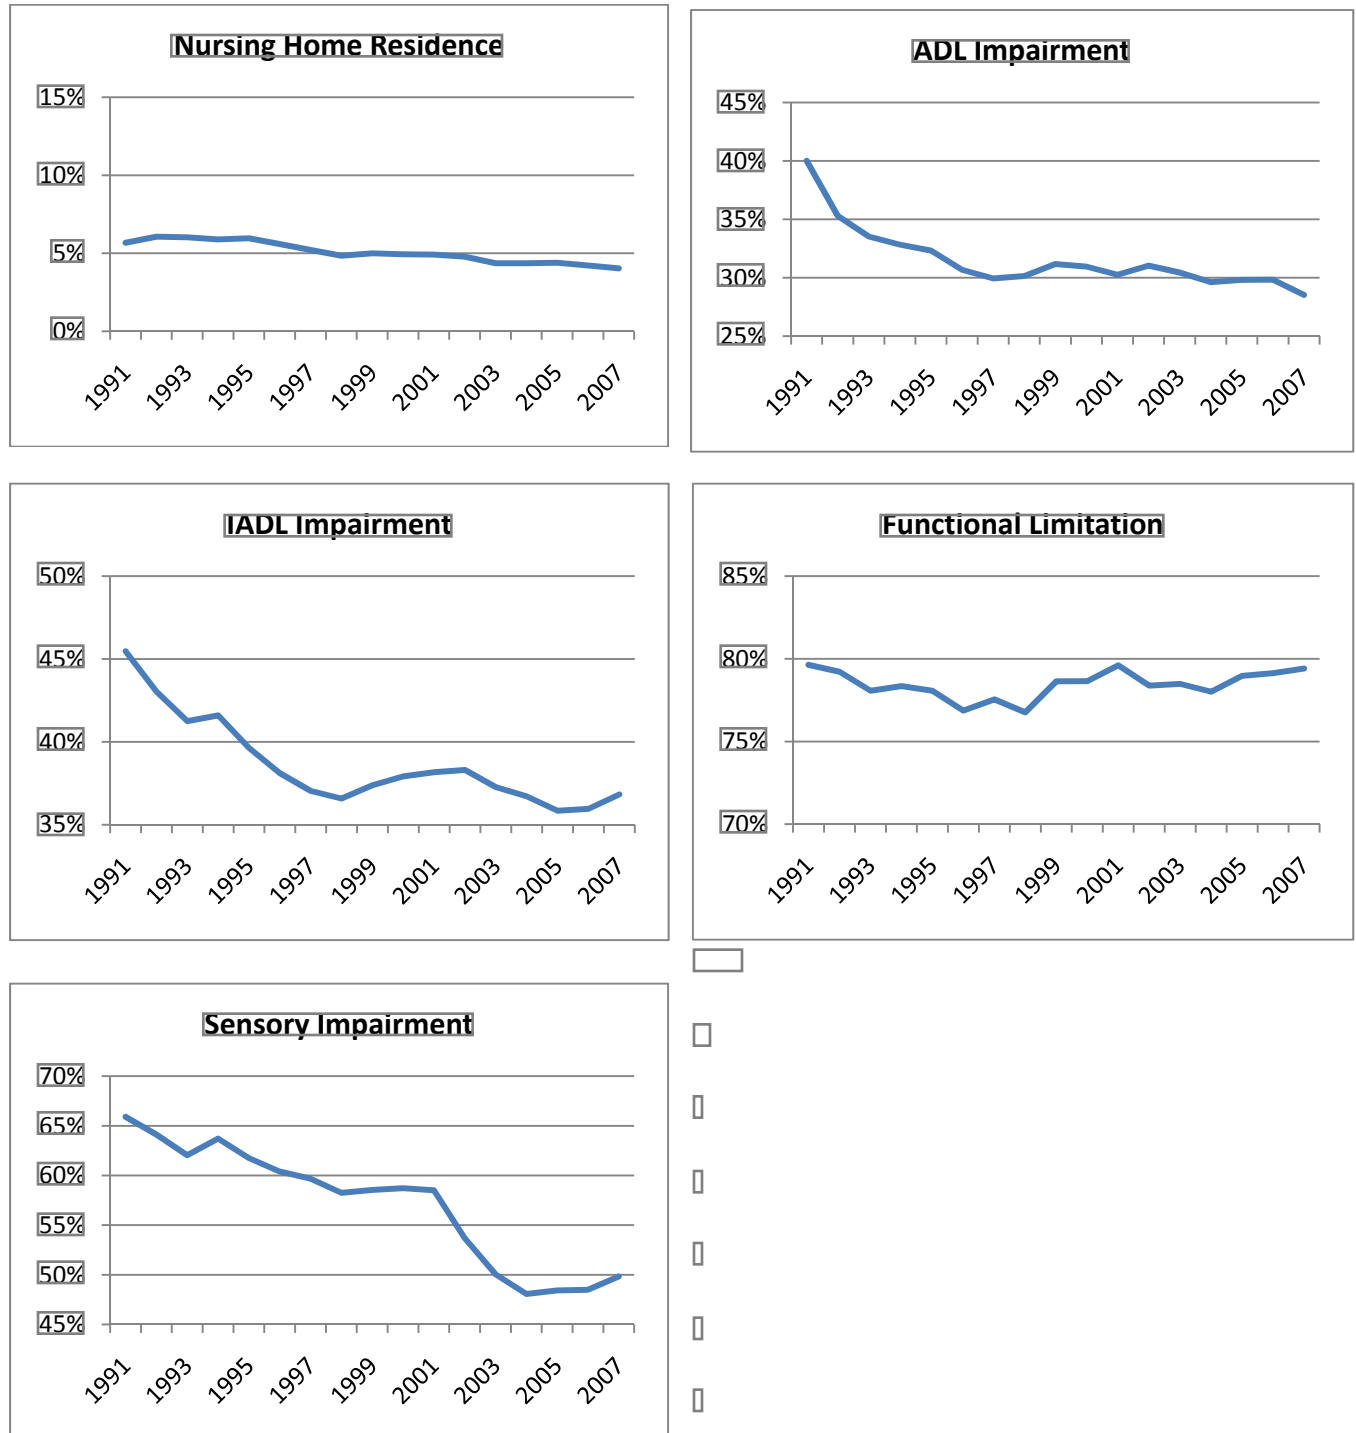 Nursing Home Residence
15%
10%
5%
0%
1991 1993 1995 1997 1999 2001 2003 2005 2007
ADL Impairment
45%
40%
35%
30%
25%
1991 1993 1995 1997 1999 2001 2003 2005 2007
IADL Impairment
50%
45%
40%
35%
1991 1993 1995 1997 1999 2001 2003 2005 2007
Functional Limitation
85%
80%
75%
70%
1991 1993 1995 1997 1999 2001 2003 2005 2007
Sensory Impairment
70%
65%
60%
55%
50%
45%
1991 1993 1995 1997 1999 2001 2003 2005 2007